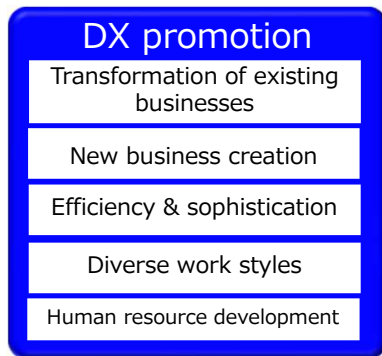 DX promotion
Transformation of existing
businesses
New business creation
Efficiency & sophistication
Diverse work styles
Human resource development